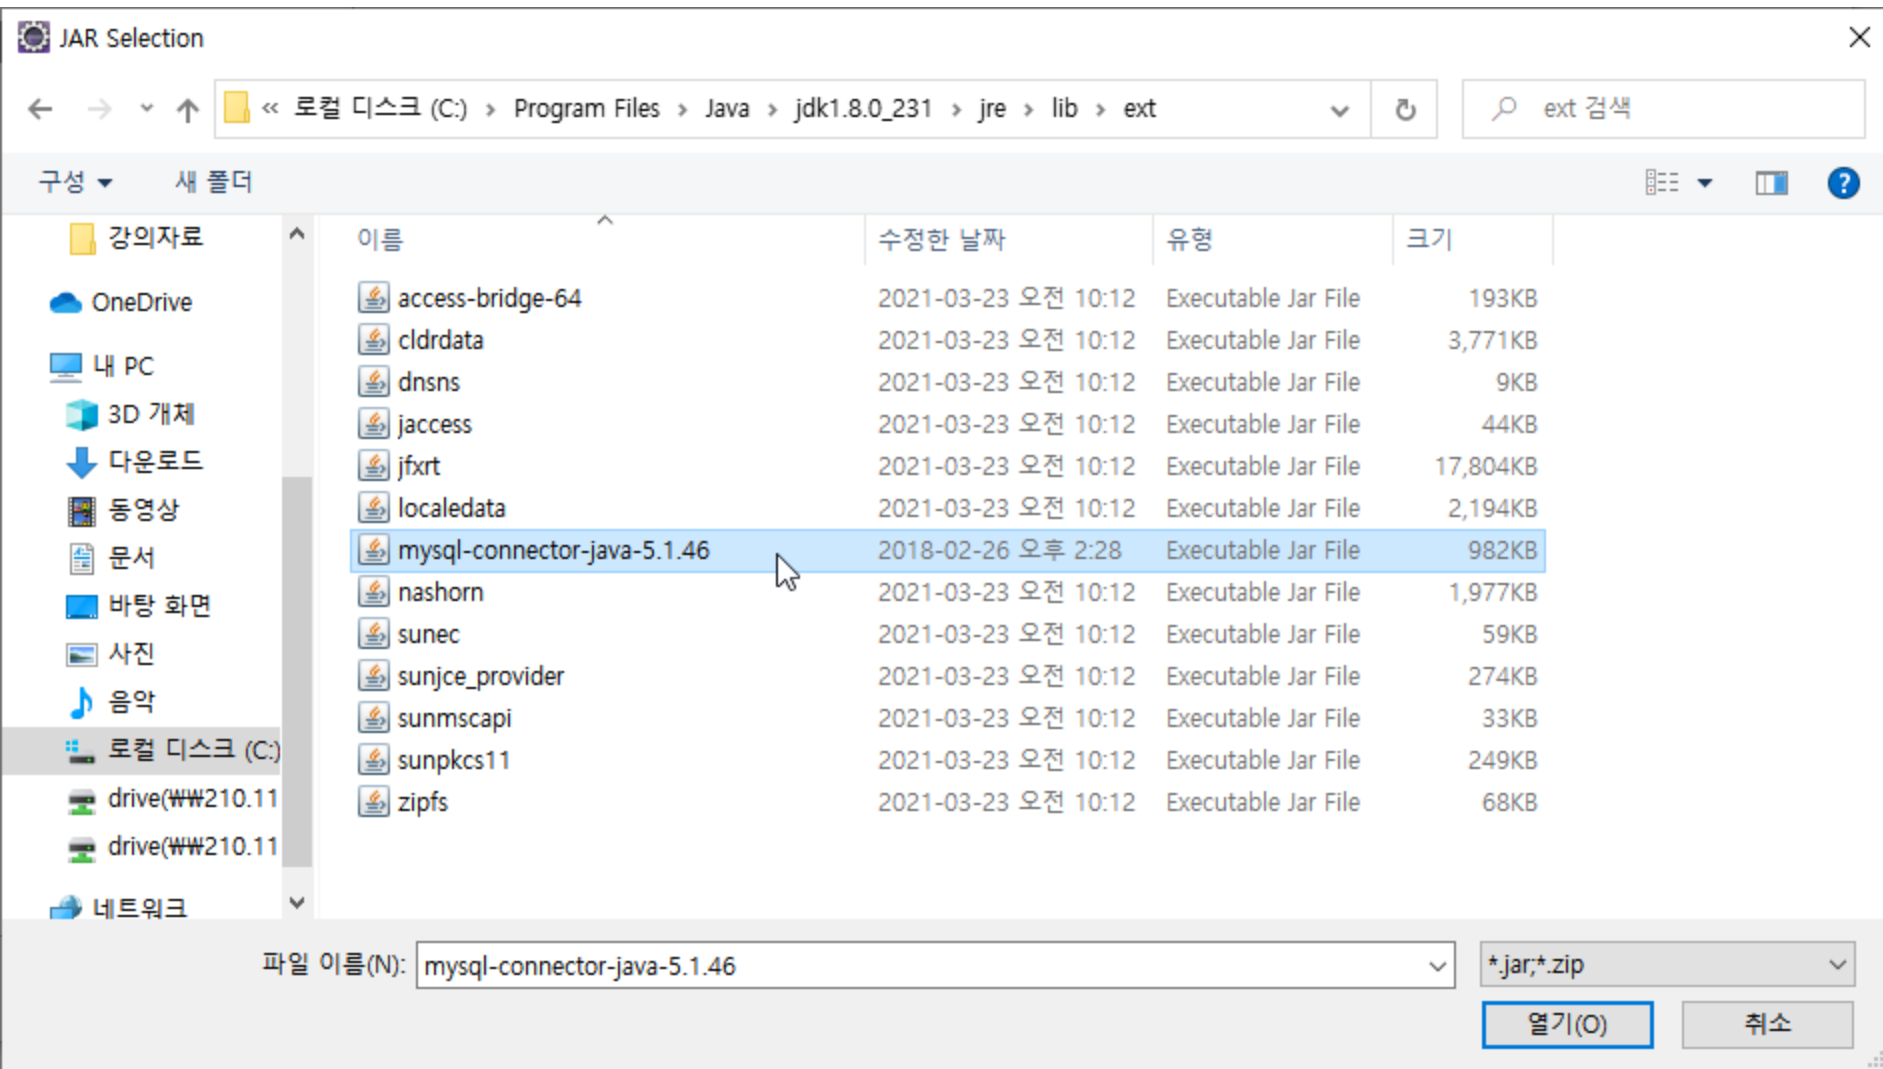 JAR Selection
« 로컬 디스크 (C:) › Program Files › Java › jdk1.8.0_231 › jre › lib › ext
ext 검색
구성
새 폴더
강의자료
OneDrive
내 PC
3D 개체
다운로드
동영상
문서
바탕 화면
사진
음악
로컬 디스크 (C:)
drive(₩₩210.11
drive(₩₩210.11
네트워크
이름 수정한 날짜 유형 크기
access-bridge-64 2021-03-23 오전 10:12 Executable Jar File 193KB
cldrdata 2021-03-23 오전 10:12 Executable Jar File 3,771KB
dnsns 2021-03-23 오전 10:12 Executable Jar File 9KB
jaccess 2021-03-23 오전 10:12 Executable Jar File 44KB
jfxrt 2021-03-23 오전 10:12 Executable Jar File 17,804KB
localedata 2021-03-23 오전 10:12 Executable Jar File 2,194KB
mysql-connector-java-5.1.46 2018-02-26 오후 2:28 Executable Jar File 982KB
nashorn 2021-03-23 오전 10:12 Executable Jar File 1,977KB
sunec 2021-03-23 오전 10:12 Executable Jar File 59KB
sunjce_provider 2021-03-23 오전 10:12 Executable Jar File 274KB
sunmscapi 2021-03-23 오전 10:12 Executable Jar File 33KB
sunpkcs11 2021-03-23 오전 10:12 Executable Jar File 249KB
zipfs 2021-03-23 오전 10:12 Executable Jar File 68KB
파일 이름(N): mysql-connector-java-5.1.46
*.jar;*.zip
열기(O)
취소